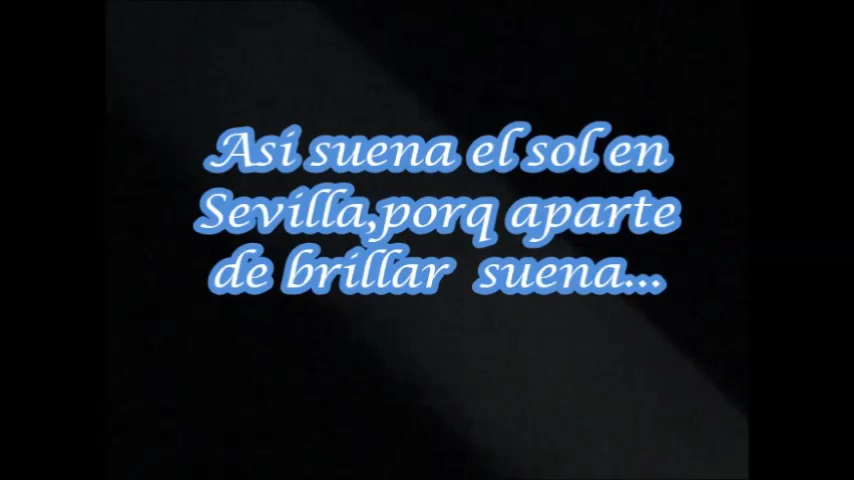 Asi suena el sol en
Sevilla,porq aparte
de brillar suena...